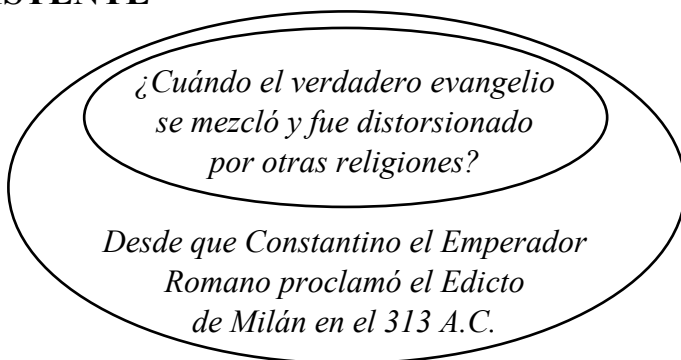 ¿Cuándo el verdadero evangelio
se mezcló y fue distorsionado
por otras religiones?
Desde que Constantino el Emperador
Romano proclamó el Edicto
de Milán en el 313 A.C.